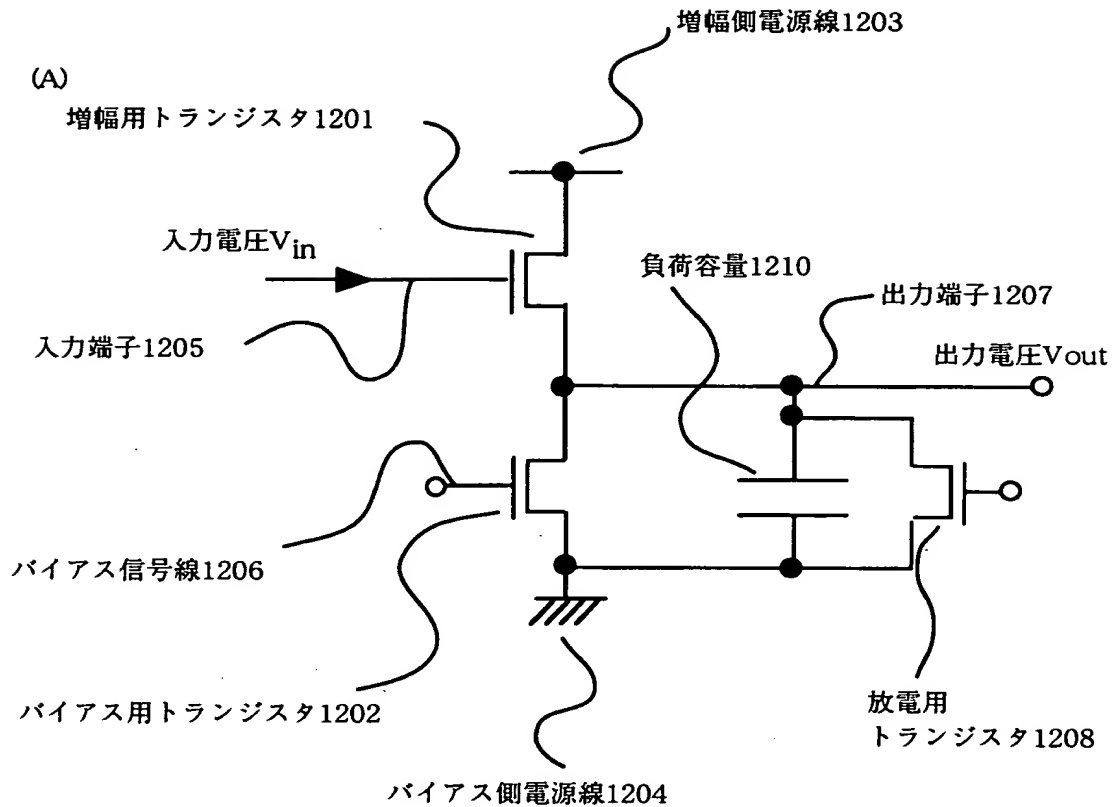 増幅側電源線1203
(A)
増幅用トランジスタ1201
入力電圧Vin
負荷容量1210
出力端子1207
入力端子1205
出力電圧Vout
バイアス信号線1206
バイアス用トランジスタ1202
放電用
トランジスタ1208
バイアス側電源線1204